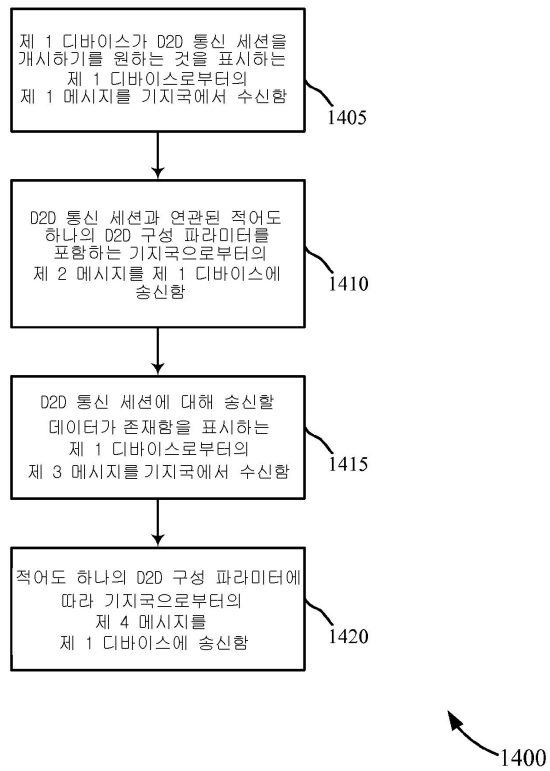 제 1 디바이스가 D2D 통신 세션을
개시하기를 원하는 것을 표시하는
제 1 디바이스로부터의
제 1 메시지를 기지국에서 수신함
1405
D2D 통신 세션과 연관된 적어도
하나의 D2D 구성 파라미터를
포함하는 기지국으로부터의
제 2 메시지를 제 1 디바이스에
송신함
1410
D2D 통신 세션에 대해 송신할
데이터가 존재함을 표시하는
제 1 디바이스로부터의
제 3 메시지를 기지국에서 수신함
1415
적어도 하나의 D2D 구성 파라미터에
따라 기지국으로부터의
제 4 메시지를
제 1 디바이스에 송신함
1420
1400